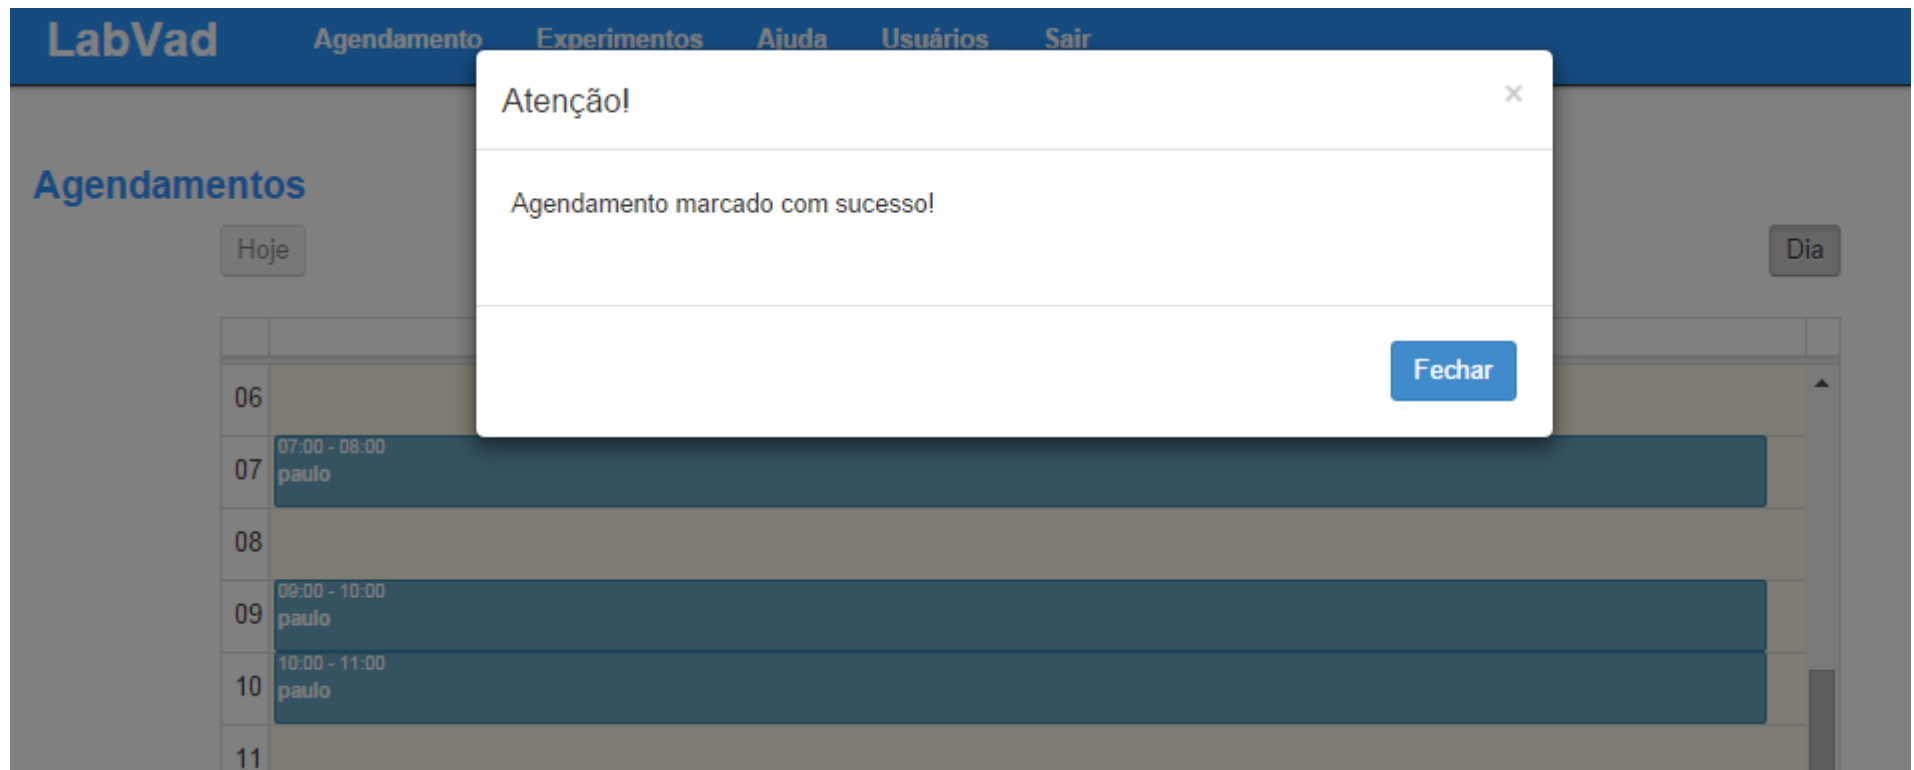 LabVad Agendamento Experimentos Ajuda Usuários Sair
Atenção! ×
Agendamentos
Agendamento marcado com sucesso!
Hoje Dia
Fechar
06
07:00 - 08:00
07 paulo
08
09:00 - 10:00
09 paulo
10:00 - 11:00
10 paulo
11